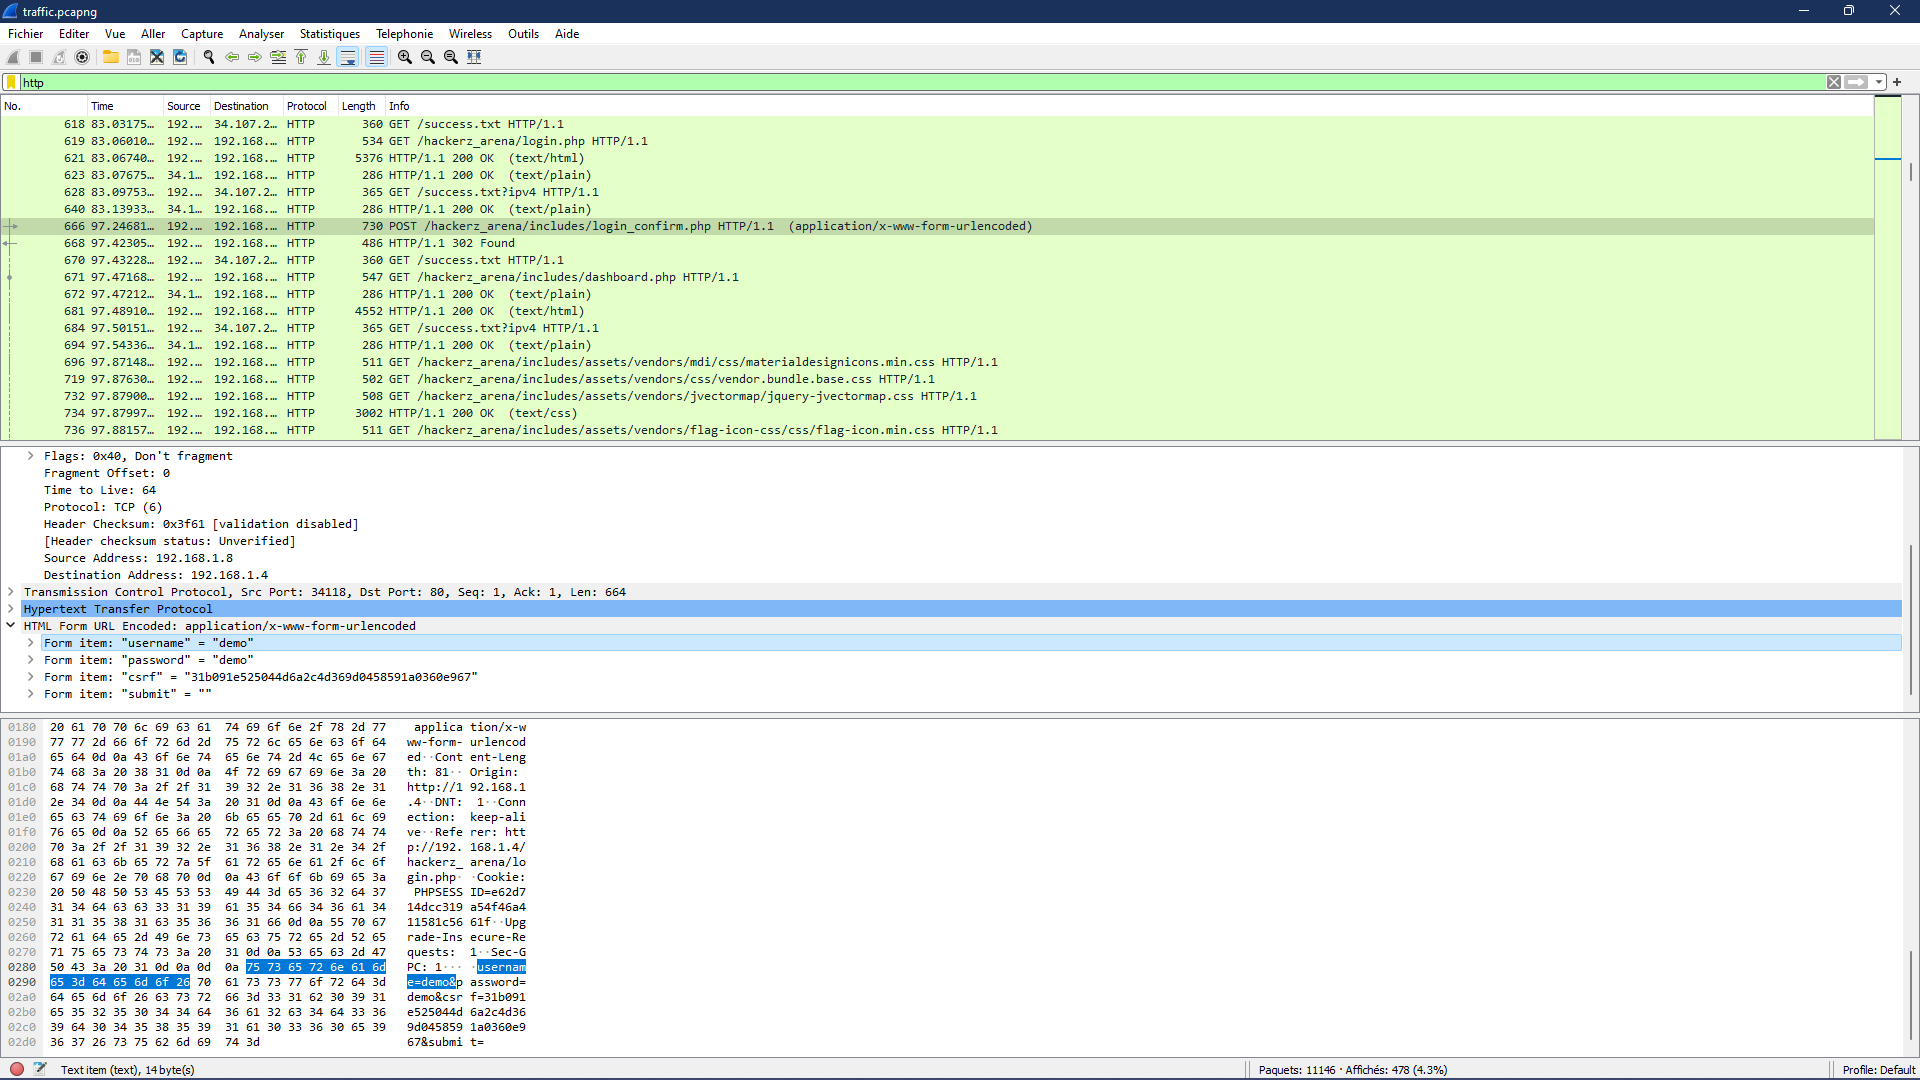 traffic.pcapng
Fichier Editer Vue Aller Capture Analyser Statistiques Telephonie Wireless Outils Aide
http
No. Time Source Destination Protocol Length Info
618 83.03175… 192.… 34.107.2… HTTP 360 GET /success.txt HTTP/1.1
619 83.06010… 192.… 192.168.… HTTP 534 GET /hackerz_arena/login.php HTTP/1.1
621 83.06740… 192.… 192.168.… HTTP 5376 HTTP/1.1 200 OK (text/html)
623 83.07675… 34.1… 192.168.… HTTP 286 HTTP/1.1 200 OK (text/plain)
628 83.09753… 192.… 34.107.2… HTTP 365 GET /success.txt?ipv4 HTTP/1.1
640 83.13933… 34.1… 192.168.… HTTP 286 HTTP/1.1 200 OK (text/plain)
666 97.24681… 192.… 192.168.… HTTP 730 POST /hackerz_arena/includes/login_confirm.php HTTP/1.1 (application/x-www-form-urlencoded)
668 97.42305… 192.… 192.168.… HTTP 486 HTTP/1.1 302 Found
670 97.43228… 192.… 34.107.2… HTTP 360 GET /success.txt HTTP/1.1
671 97.47168… 192.… 192.168.… HTTP 547 GET /hackerz_arena/includes/dashboard.php HTTP/1.1
672 97.47212… 34.1… 192.168.… HTTP 286 HTTP/1.1 200 OK (text/plain)
681 97.48910… 192.… 192.168.… HTTP 4552 HTTP/1.1 200 OK (text/html)
684 97.50151… 192.… 34.107.2… HTTP 365 GET /success.txt?ipv4 HTTP/1.1
694 97.54336… 34.1… 192.168.… HTTP 286 HTTP/1.1 200 OK (text/plain)
696 97.87148… 192.… 192.168.… HTTP 511 GET /hackerz_arena/includes/assets/vendors/mdi/css/materialdesignicons.min.css HTTP/1.1
719 97.87630… 192.… 192.168.… HTTP 502 GET /hackerz_arena/includes/assets/vendors/css/vendor.bundle.base.css HTTP/1.1
732 97.87900… 192.… 192.168.… HTTP 508 GET /hackerz_arena/includes/assets/vendors/jvectormap/jquery-jvectormap.css HTTP/1.1
734 97.87997… 192.… 192.168.… HTTP 3002 HTTP/1.1 200 OK (text/css)
736 97.88157… 192.… 192.168.… HTTP 511 GET /hackerz_arena/includes/assets/vendors/flag-icon-css/css/flag-icon.min.css HTTP/1.1
Flags: 0x40, Don't fragment
Fragment Offset: 0
Time to Live: 64
Protocol: TCP (6)
Header Checksum: 0x3f61 [validation disabled]
[Header checksum status: Unverified]
Source Address: 192.168.1.8
Destination Address: 192.168.1.4
Transmission Control Protocol, Src Port: 34118, Dst Port: 80, Seq: 1, Ack: 1, Len: 664
Hypertext Transfer Protocol
HTML Form URL Encoded: application/x-www-form-urlencoded
Form item: "username" = "demo"
Form item: "password" = "demo"
Form item: "csrf" = "31b091e525044d6a2c4d369d0458591a0360e967"
Form item: "submit" = ""
0180 20 61 70 70 6c 69 63 61 74 69 6f 6e 2f 78 2d 77 applica tion/x-w
0190 77 77 2d 66 6f 72 6d 2d 75 72 6c 65 6e 63 6f 64 ww-form- urlencod
01a0 65 64 0d 0a 43 6f 6e 74 65 6e 74 2d 4c 65 6e 67 ed··Cont ent-Leng
01b0 74 68 3a 20 38 31 0d 0a 4f 72 69 67 69 6e 3a 20 th: 81·· Origin:
01c0 68 74 74 70 3a 2f 2f 31 39 32 2e 31 36 38 2e 31 http://1 92.168.1
01d0 2e 34 0d 0a 44 4e 54 3a 20 31 0d 0a 43 6f 6e 6e .4··DNT: 1··Conn
01e0 65 63 74 69 6f 6e 3a 20 6b 65 65 70 2d 61 6c 69 ection: keep-ali
01f0 76 65 0d 0a 52 65 66 65 72 65 72 3a 20 68 74 74 ve··Refe rer: htt
0200 70 3a 2f 2f 31 39 32 2e 31 36 38 2e 31 2e 34 2f p://192. 168.1.4/
0210 68 61 63 6b 65 72 7a 5f 61 72 65 6e 61 2f 6c 6f hackerz_ arena/lo
0220 67 69 6e 2e 70 68 70 0d 0a 43 6f 6f 6b 69 65 3a gin.php· ·Cookie:
0230 20 50 48 50 53 45 53 53 49 44 3d 65 36 32 64 37 PHPSESS ID=e62d7
0240 31 34 64 63 63 33 31 39 61 35 34 66 34 36 61 34 14dcc319 a54f46a4
0250 31 31 35 38 31 63 35 36 36 31 66 0d 0a 55 70 67 11581c56 61f··Upg
0260 72 61 64 65 2d 49 6e 73 65 63 75 72 65 2d 52 65 rade-Ins ecure-Re
0270 71 75 65 73 74 73 3a 20 31 0d 0a 53 65 63 2d 47 quests: 1··Sec-G
0280 50 43 3a 20 31 0d 0a 0d 0a 75 73 65 72 6e 61 6d PC: 1··· ·usernam
0290 65 3d 64 65 6d 6f 26 70 61 73 73 77 6f 72 64 3d e=demo&p assword=
02a0 64 65 6d 6f 26 63 73 72 66 3d 33 31 62 30 39 31 demo&csr f=31b091
02b0 65 35 32 35 30 34 34 64 36 61 32 63 34 64 33 36 e525044d 6a2c4d36
02c0 39 64 30 34 35 38 35 39 31 61 30 33 36 30 65 39 9d045859 1a0360e9
02d0 36 37 26 73 75 62 6d 69 74 3d 67&submi t=
Text item (text), 14 byte(s) Paquets: 11146 · Affichés: 478 (4.3%) Profile: Default